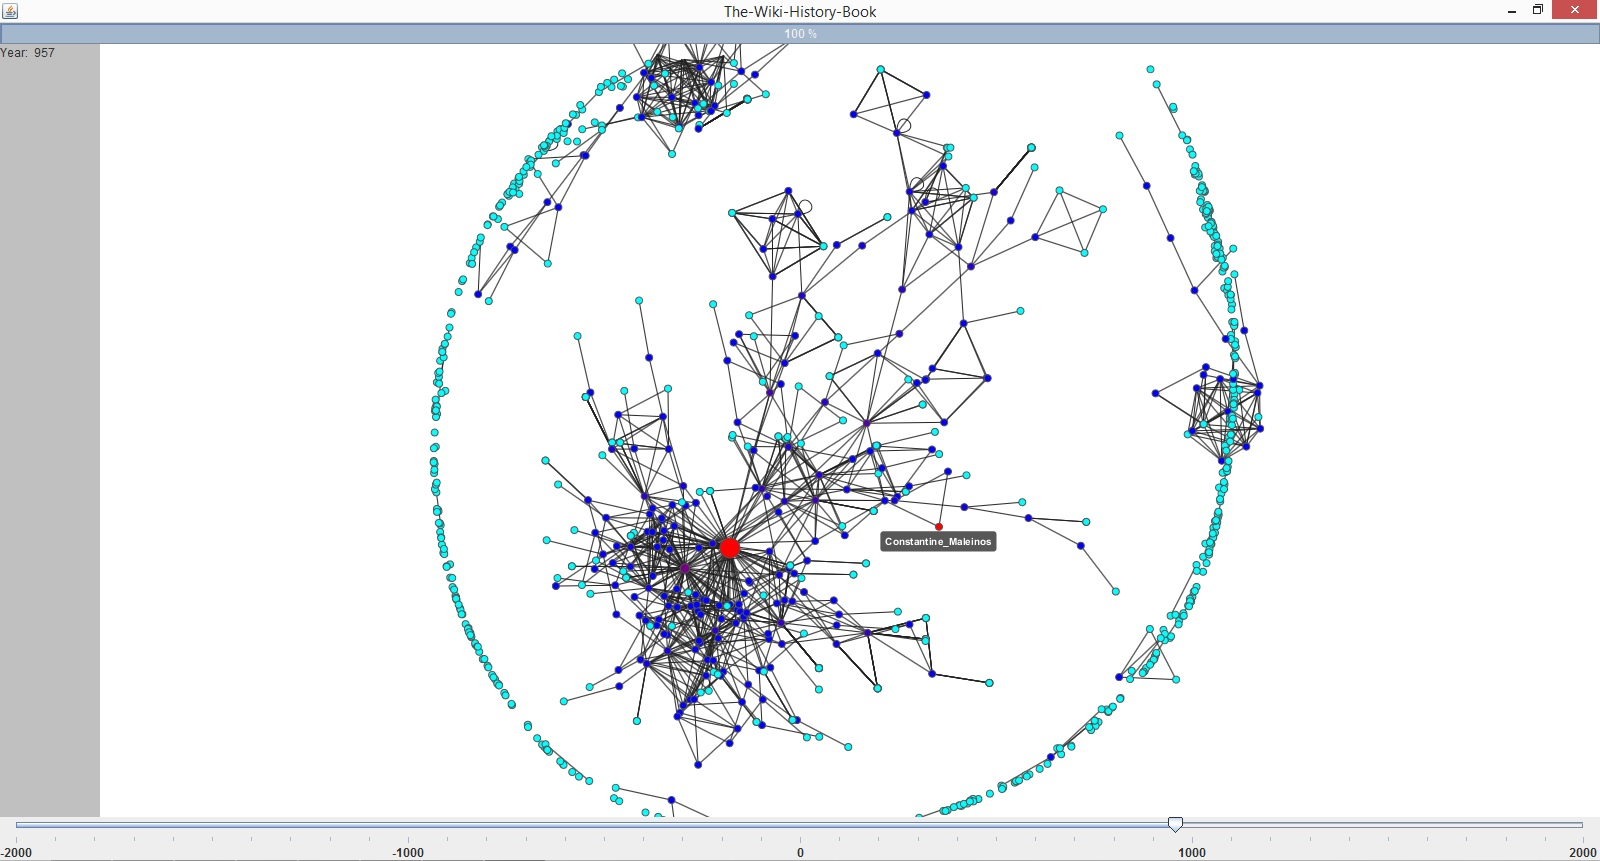 The-Wiki-History-Book
100 %
Year: 957
Constantine_Maleinos
-2000 -1000 0 1000 2000